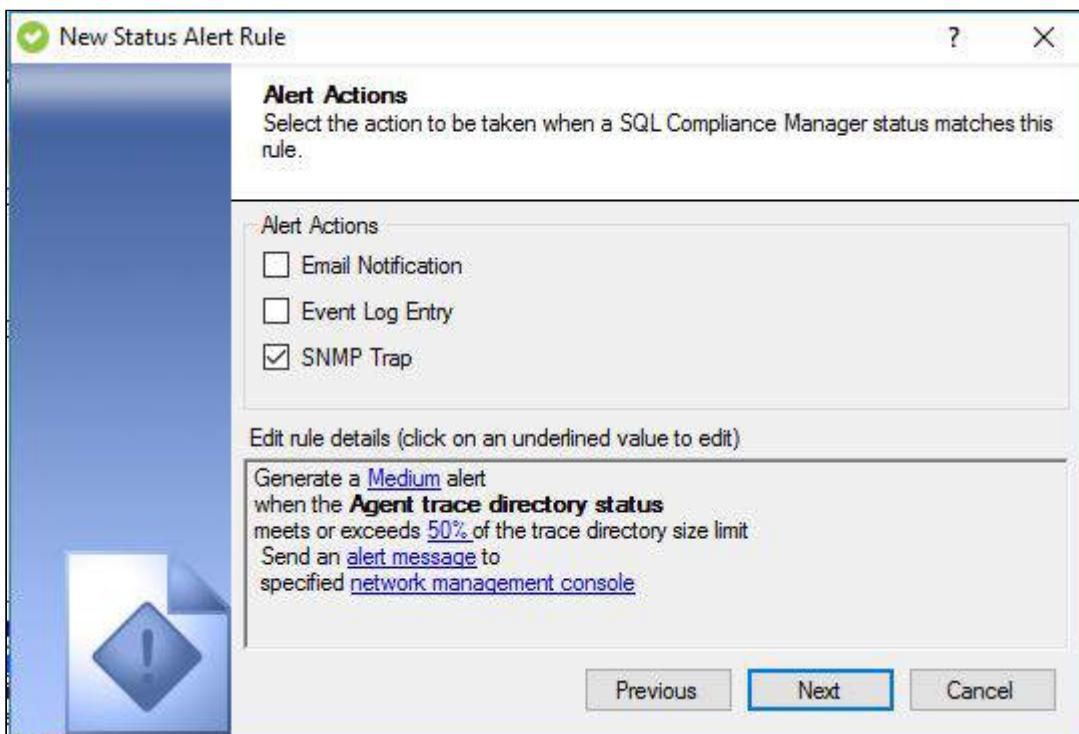 New Status Alert Rule
?
Alert Actions
Select the action to be taken when a SQL Compliance Manager status matches this
rule.
Alert Actions
Email Notification
Event Log Entry
SNMP Trap
Edit rule details (click on an underlined value to edit)
Generate a Medium alert
when the Agent trace directory status
meets or exceeds 50% of the trace directory size limit
Send an alert message to
specified network management console
Previous
Next
Cancel